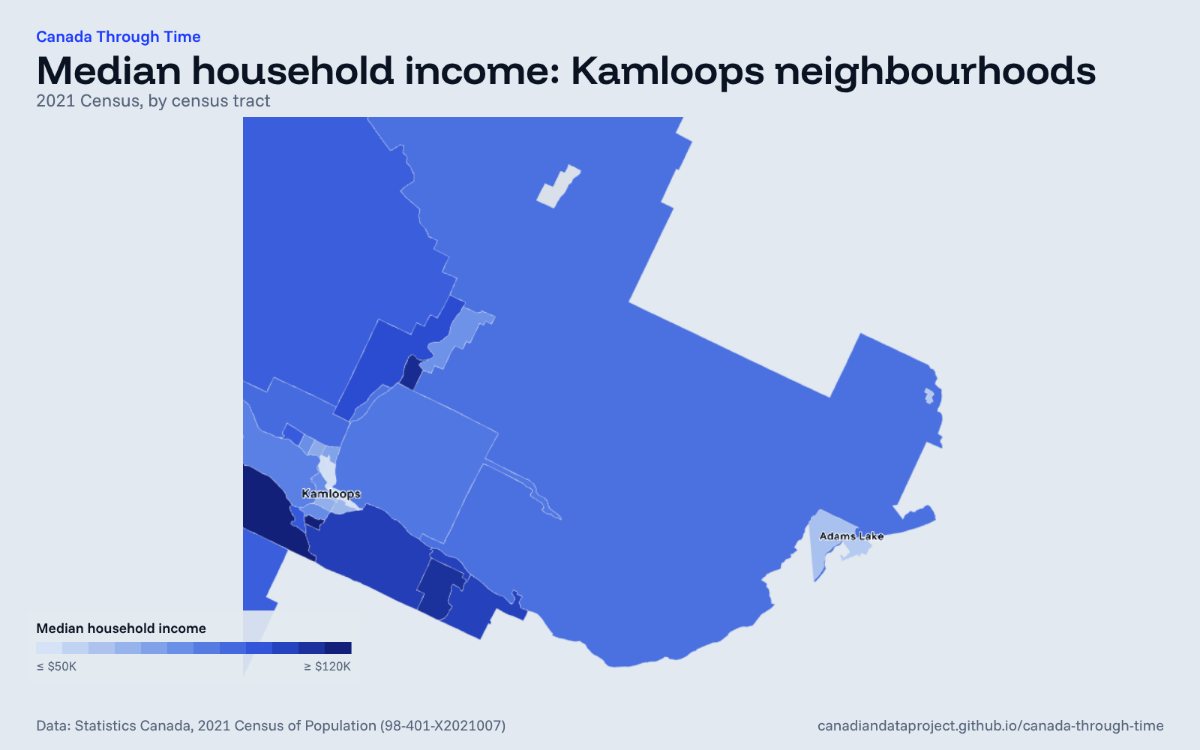 Canada Through Time
Median household income: Kamloops neighbourhoods
2021 Census, by census tract
Kamloops
Adams Lake
Median household income
≤ $50K
≥ $120K
Data: Statistics Canada, 2021 Census of Population (98-401-X2021007)
canadiandataproject.github.io/canada-through-time